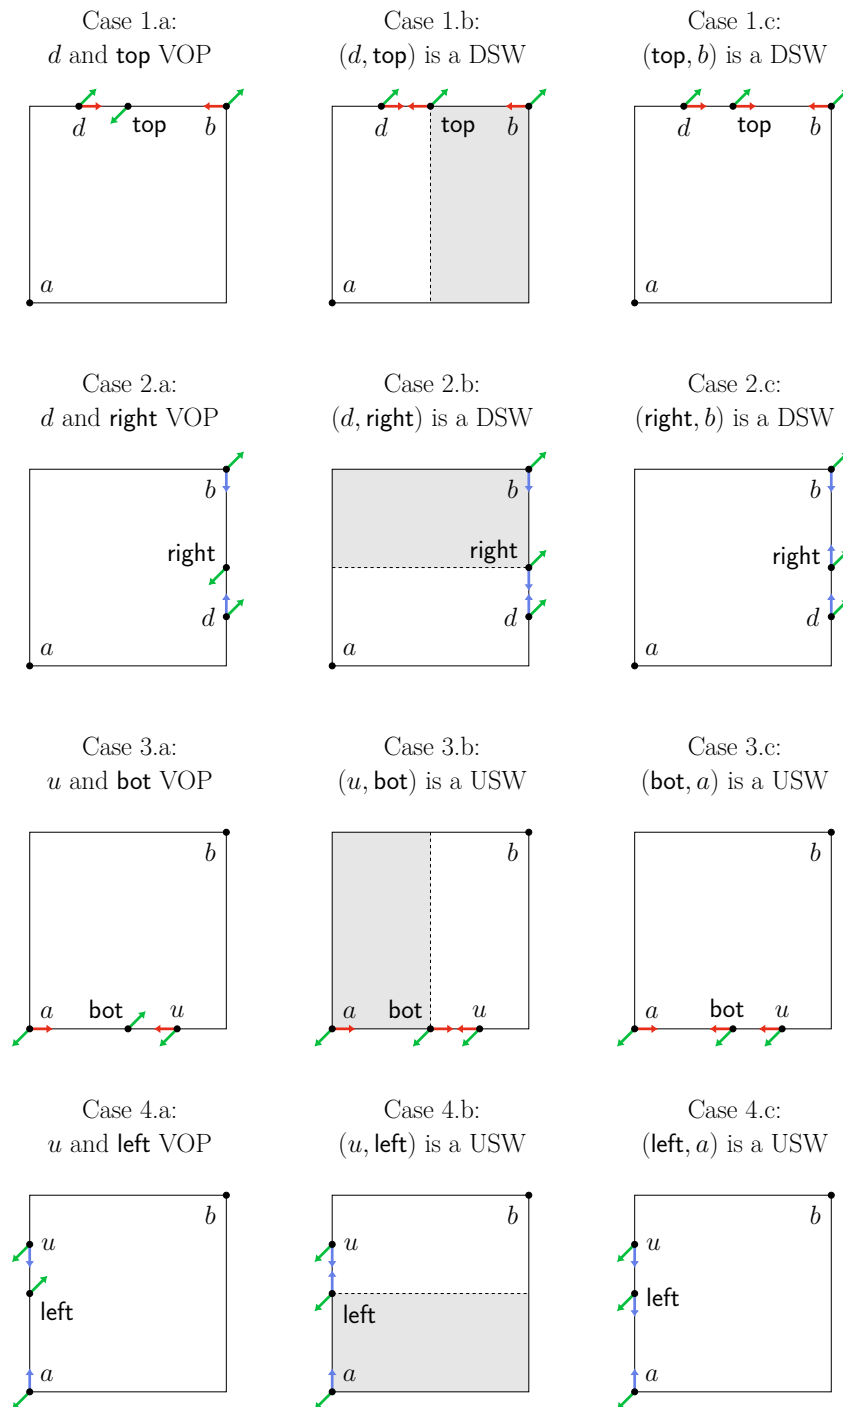 Case 1.a: Case 1.b: Case 1.c:
d and top VOP (d, top) is a DSW (top, b) is a DSW
d top b d top b d top b
a a a
Case 2.a: Case 2.b: Case 2.c:
d and right VOP (d, right) is a DSW (right, b) is a DSW
b b b
right right right
d d d
a a a
Case 3.a: Case 3.b: Case 3.c:
u and bot VOP (u, bot) is a USW (bot, a) is a USW
b b b
a bot u a bot u a bot u
Case 4.a: Case 4.b: Case 4.c:
u and left VOP (u, left) is a USW (left, a) is a USW
b b b
u u u
left left left
a a a